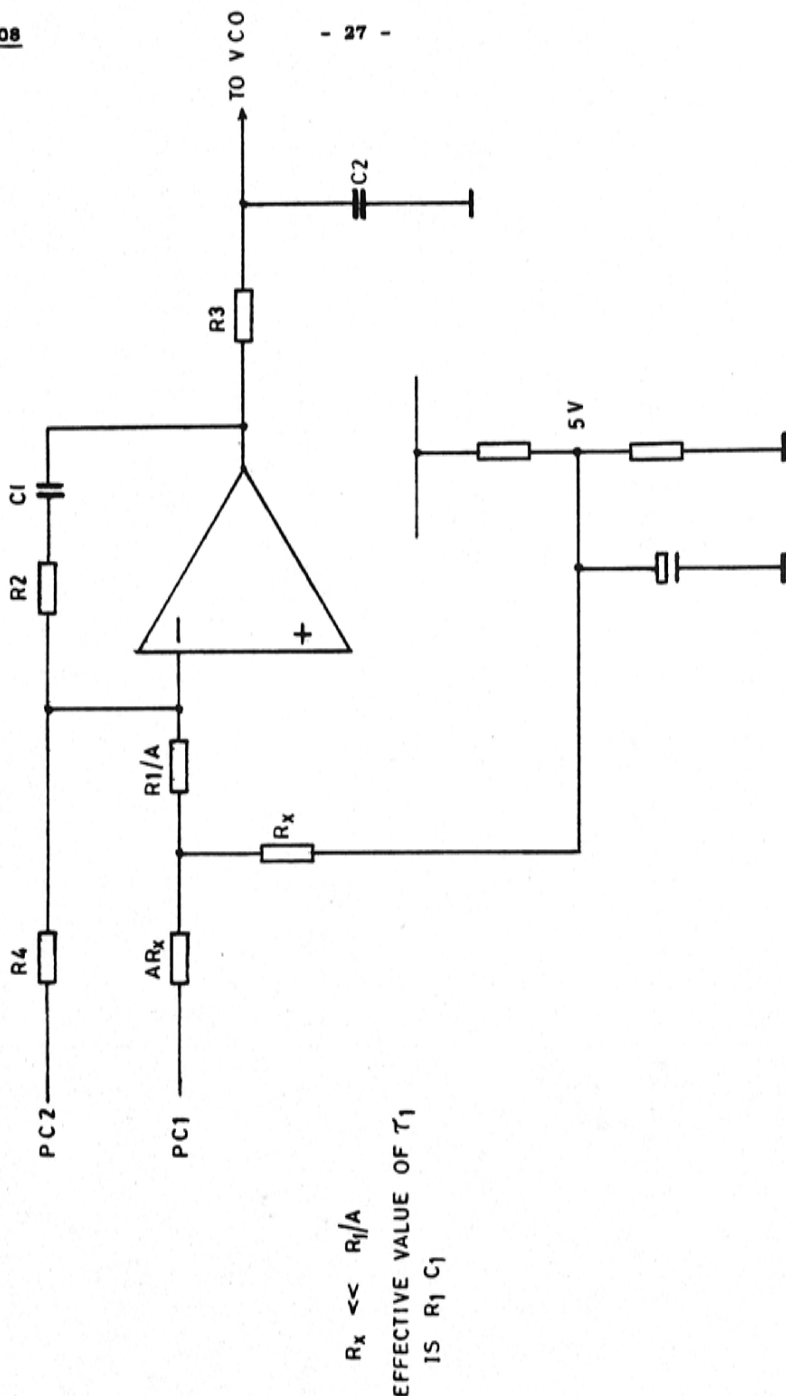 08
- 27 -
PC2
R4
R2
C1
PC1
ARx
R1/A
Rx
-
+
R3
TO VCO
C2
5V
Rx << R1/A
EFFECTIVE VALUE OF τ1
IS R1 C1